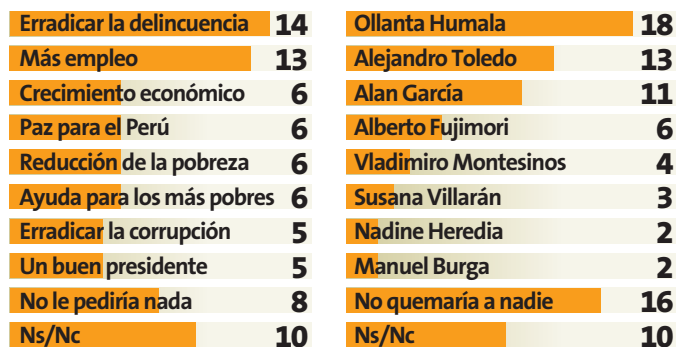 Erradicar la delincuencia 14
Más empleo 13
Crecimiento económico 6
Paz para el Perú 6
Reducción de la pobreza 6
Ayuda para los más pobres 6
Erradicar la corrupción 5
Un buen presidente 5
No le pediría nada 8
Ns/Nc 10
Ollanta Humala 18
Alejandro Toledo 13
Alan García 11
Alberto Fujimori 6
Vladimiro Montesinos 4
Susana Villarán 3
Nadine Heredia 2
Manuel Burga 2
No quemaría a nadie 16
Ns/Nc 10